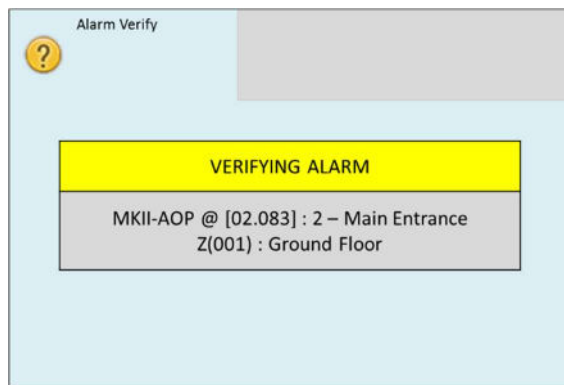 Alarm Verify
?
VERIFYING ALARM
MKII-AOP @ [02.083] : 2 – Main Entrance
Z(001) : Ground Floor